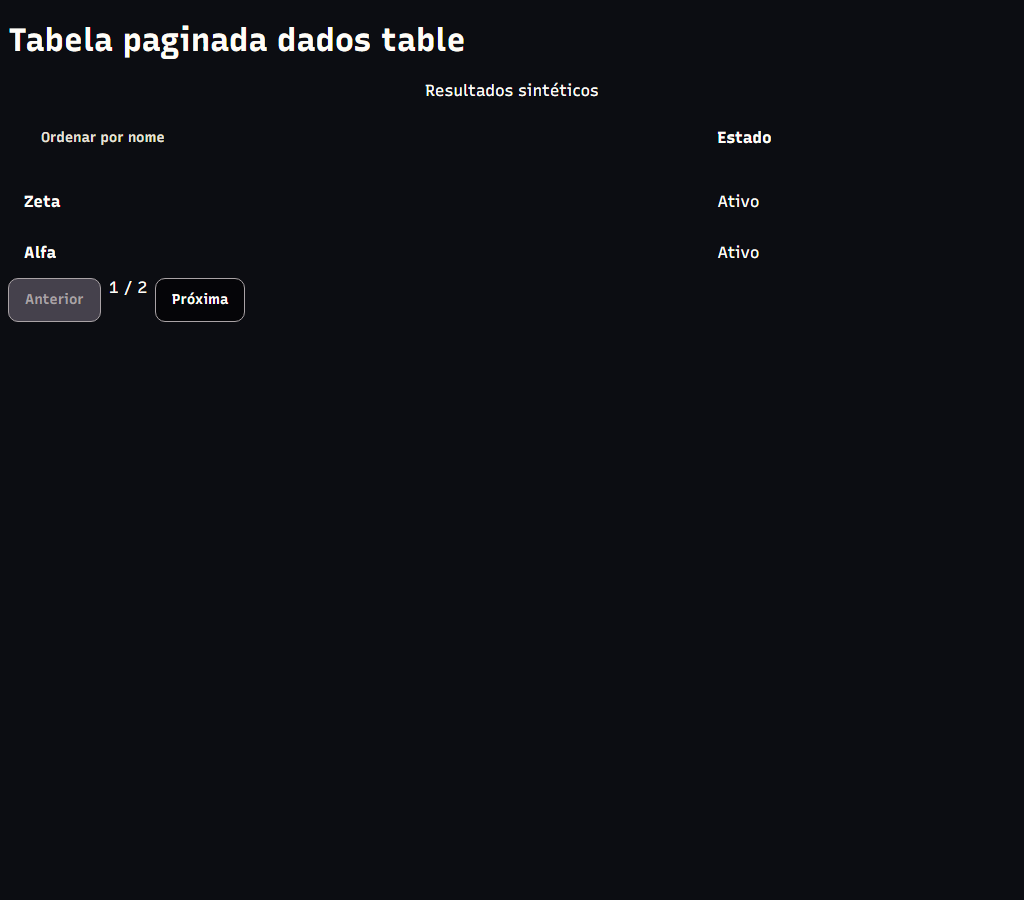 Tabela paginada dados table
Resultados sintéticos
Ordenar por nome Estado
Zeta Ativo
Alfa Ativo
Anterior 1 / 2 Próxima